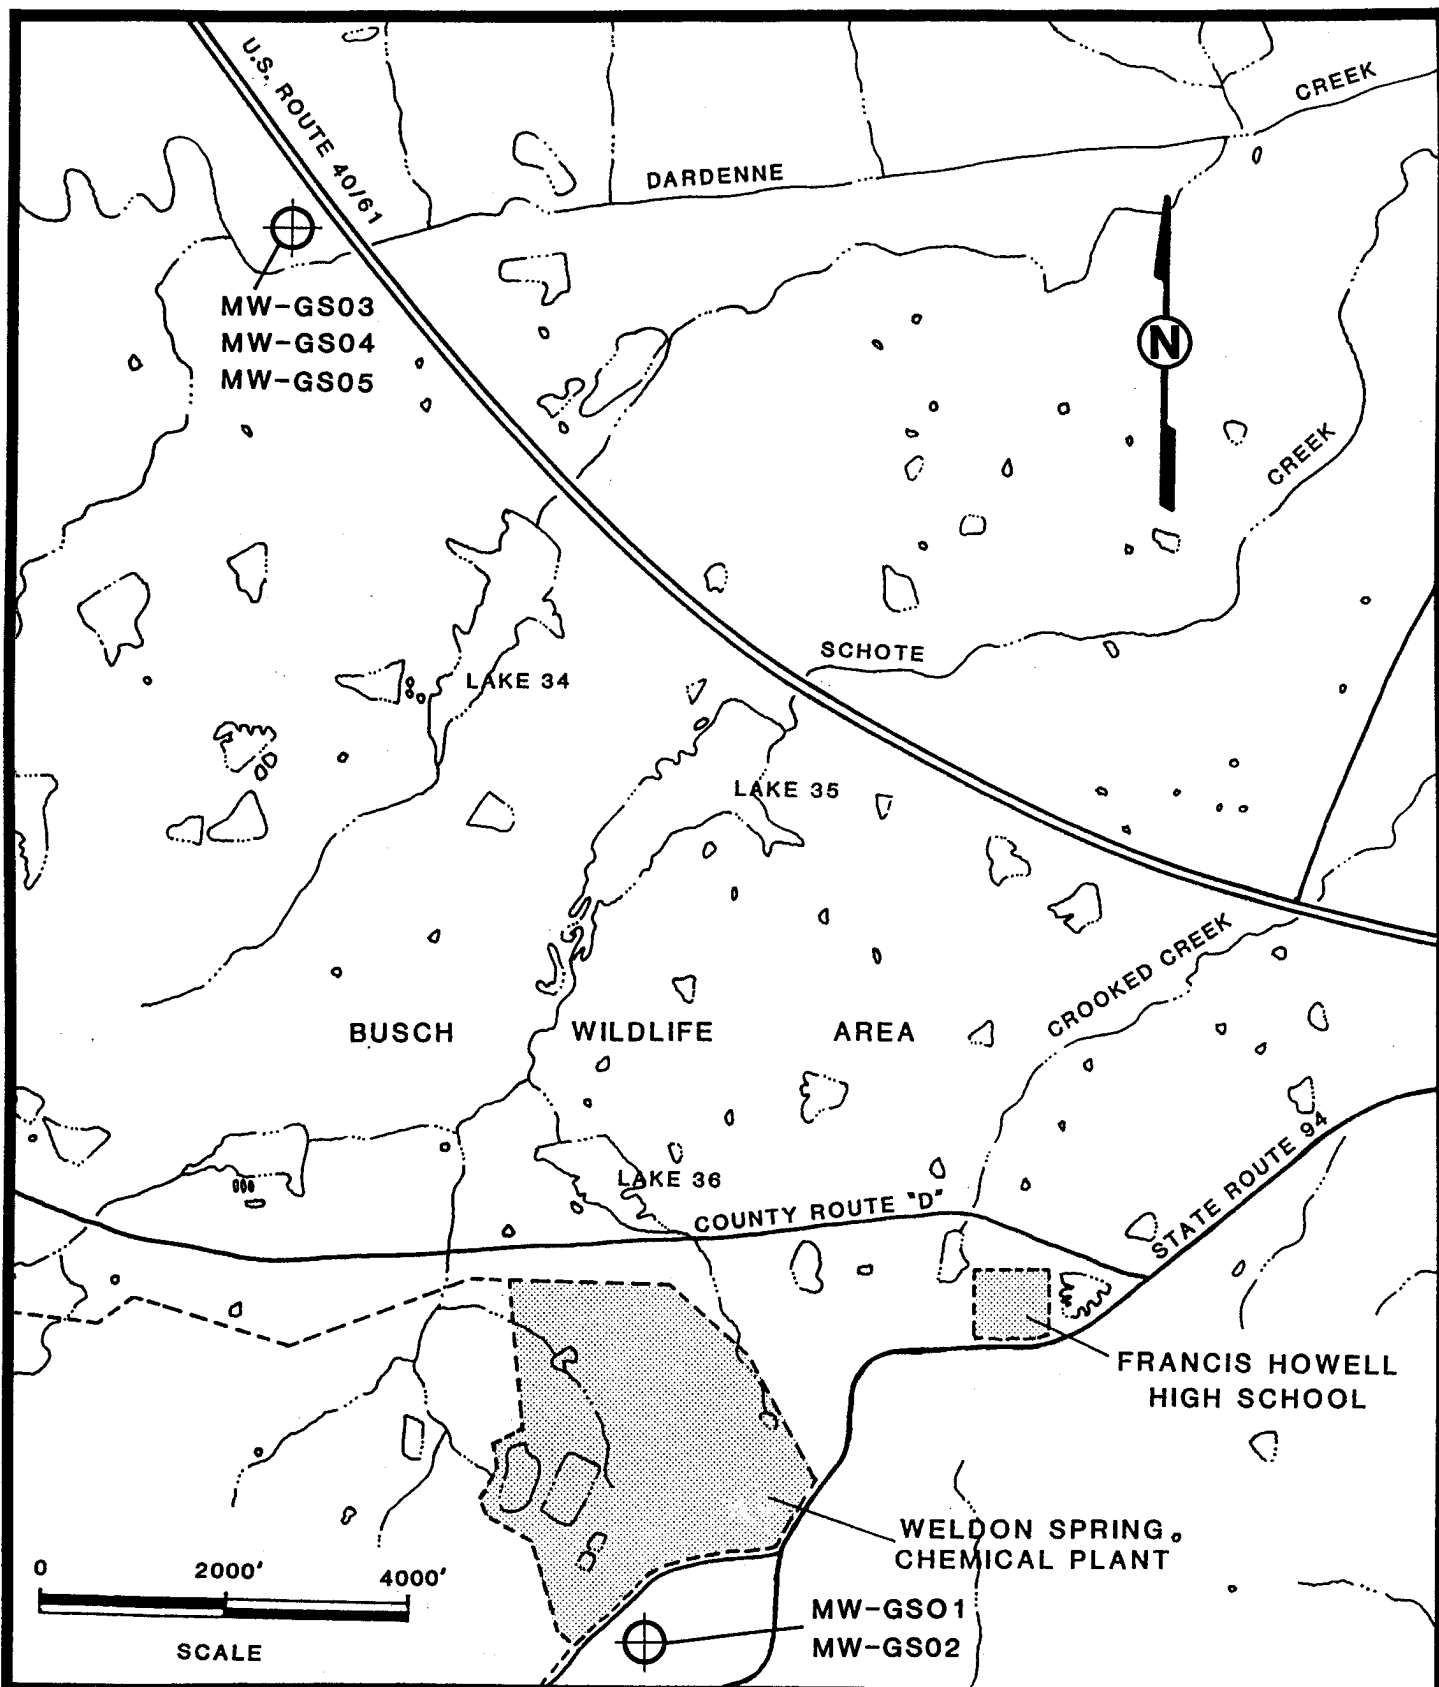 U.S. ROUTE 40/61
CREEK
DARDENNE
MW-GS03
MW-GS04
MW-GS05
N
CREEK
SCHOTE
LAKE 34
LAKE 35
CROOKED CREEK
BUSCH WILDLIFE AREA
STATE ROUTE 94
LAKE 36
COUNTY ROUTE "D"
FRANCIS HOWELL
HIGH SCHOOL
WELDON SPRING
CHEMICAL PLANT
0 2000' 4000'
SCALE
MW-GS01
MW-GS02